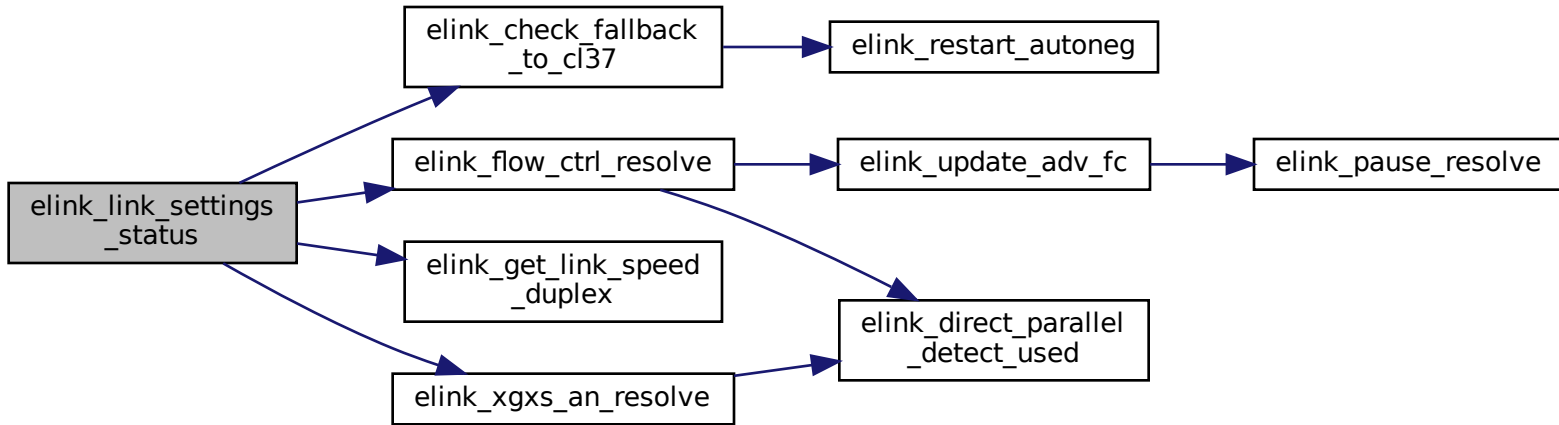 elink_link_settings
_status
elink_check_fallback
_to_cl37
elink_restart_autoneg
elink_flow_ctrl_resolve
elink_update_adv_fc
elink_pause_resolve
elink_get_link_speed
_duplex
elink_direct_parallel
_detect_used
elink_xgxs_an_resolve